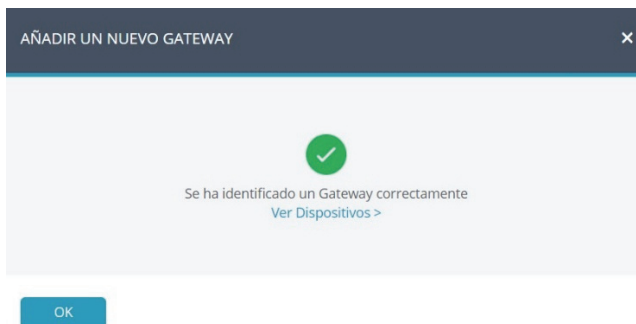 AÑADIR UN NUEVO GATEWAY
Se ha identificado un Gateway correctamente
Ver Dispositivos >
OK